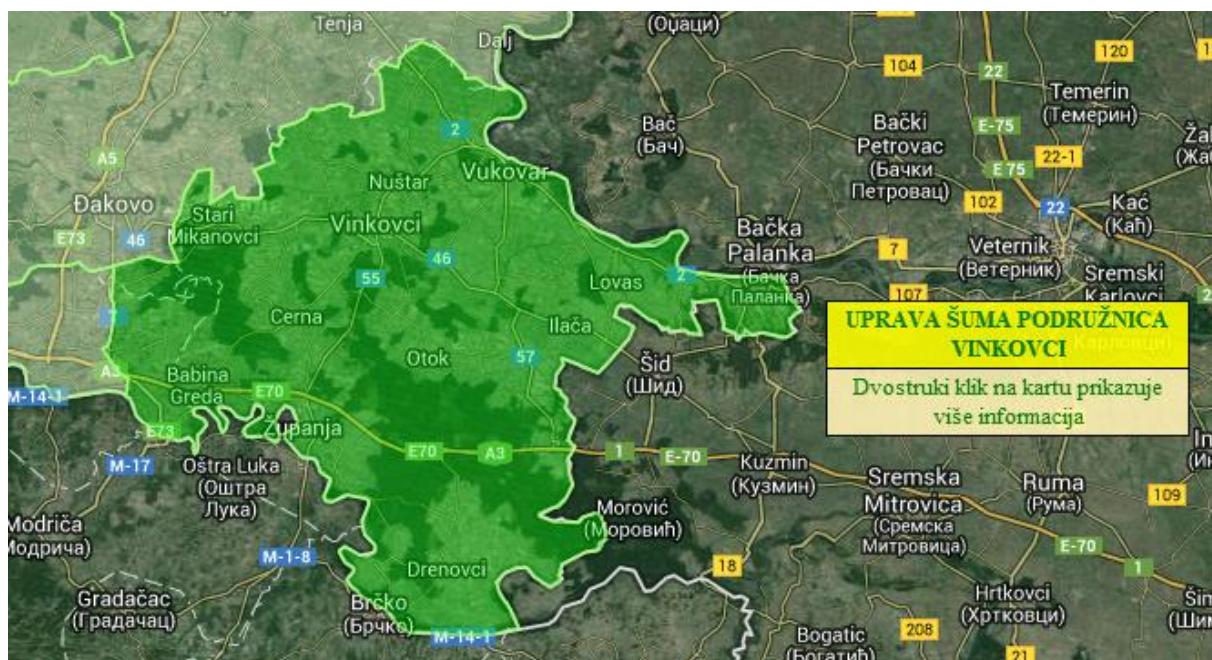 Tenja
Dalj
(Оџаци)
120
104
22
Temerin
(Темерин)
Bač
(Бач)
Bački
Petrovac
(Бачки
Петровац)
E-75
22-1
E 75
A5
2
Nuštar
Vukovar
Đakovo
Stari
Mikanovci
Vinkovci
E73
46
46
55
102
22
Kać
(Каћ)
Bačka
Palanka
(Бачка
Паланка)
7
Veternik
(Ветерник)
Sremski
Karlovci
107
Lovas
2
7
Cerna
Ilača
Otok
57
UPRAVA ŠUMA PODRUŽNICA
VINKOVCI
Dvostruki klik na kartu prikazuje
više informacija
Šid
(Шид)
A3
M-14-1
Babina
Greda
E70
E73
Županja
E70
A3
1
E-70
M-17
Oštra Luka
(Оштра
Лука)
Kuzmin
(Кузмин)
Sremska
Mitrovica
(Сремска
Митровица)
Ruma
(Рума)
109
Morović
(Моровић)
Modriča
Модрича)
M-1-8
E-70
1
18
Drenovci
Gradačac
(Градачац)
Brčko
(Брчко)
M-14-1
Hrtkovci
(Хртковци)
208
Bogatic
(Богатић)
21